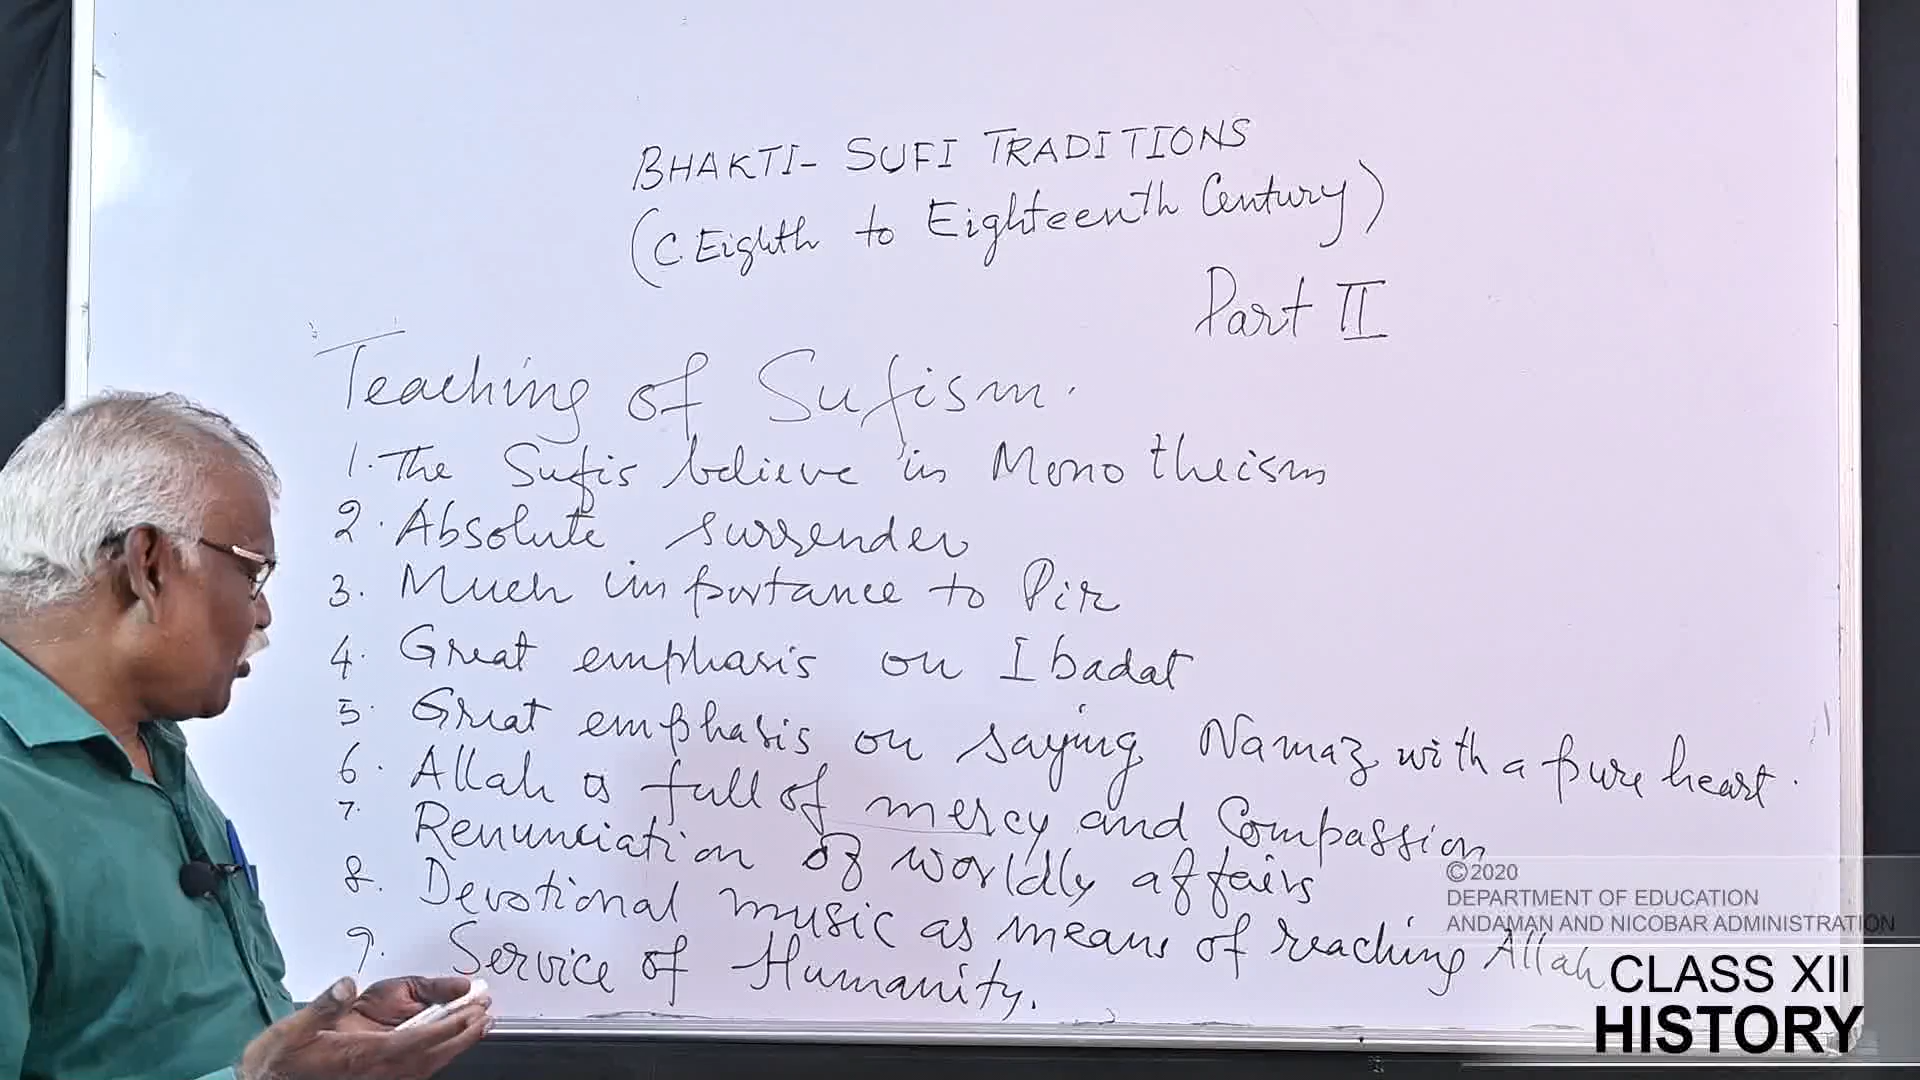 BHAKTI- SUFI TRADITIONS
(C. Eighth to Eighteenth Century)
Part II
Teaching of Sufism.
1. The Sufis believe in Monotheism
2. Absolute surrender
3. Much importance to Pir
4. Great emphasis on Ibadat
5. Great emphasis on saying Namaz with a pure heart.
6. Allah is full of mercy and Compassion
7. Renunciation of worldly affairs
8. Devotional music as means of reaching Allah
9. Service of Humanity.
©2020
DEPARTMENT OF EDUCATION
ANDAMAN AND NICOBAR ADMINISTRATION
CLASS XII
HISTORY